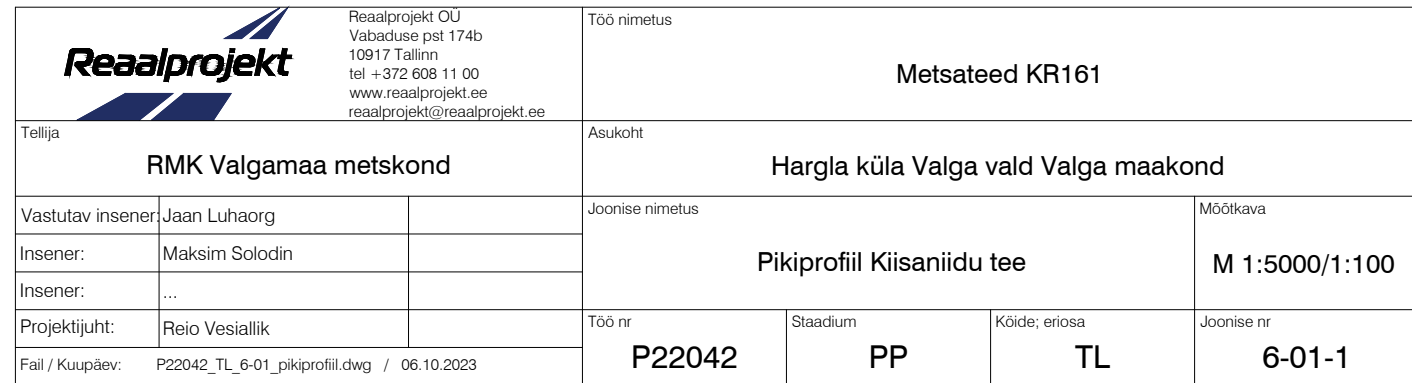 Reaalprojekt
Reaalprojekt OÜ
Vabaduse pst 174b
10917 Tallinn
tel +372 608 11 00
www.reaalprojekt.ee
reaalprojekt@reaalprojekt.ee
Töö nimetus
Metsateed KR161
Tellija
RMK Valgamaa metskond
Asukoht
Hargla küla Valga vald Valga maakond
Vastutav insener: Jaan Luhaorg
Insener: Maksim Solodin
Insener: ...
Projektijuht: Reio Vesiallik
Fail / Kuupäev: P22042_TL_6-01_pikiprofiil.dwg / 06.10.2023
Joonise nimetus
Pikiprofiil Kiisaniidu tee
Mõõtkava
M 1:5000/1:100
Töö nr
P22042
Staadium
PP
Köide; eriosa
TL
Joonise nr
6-01-1